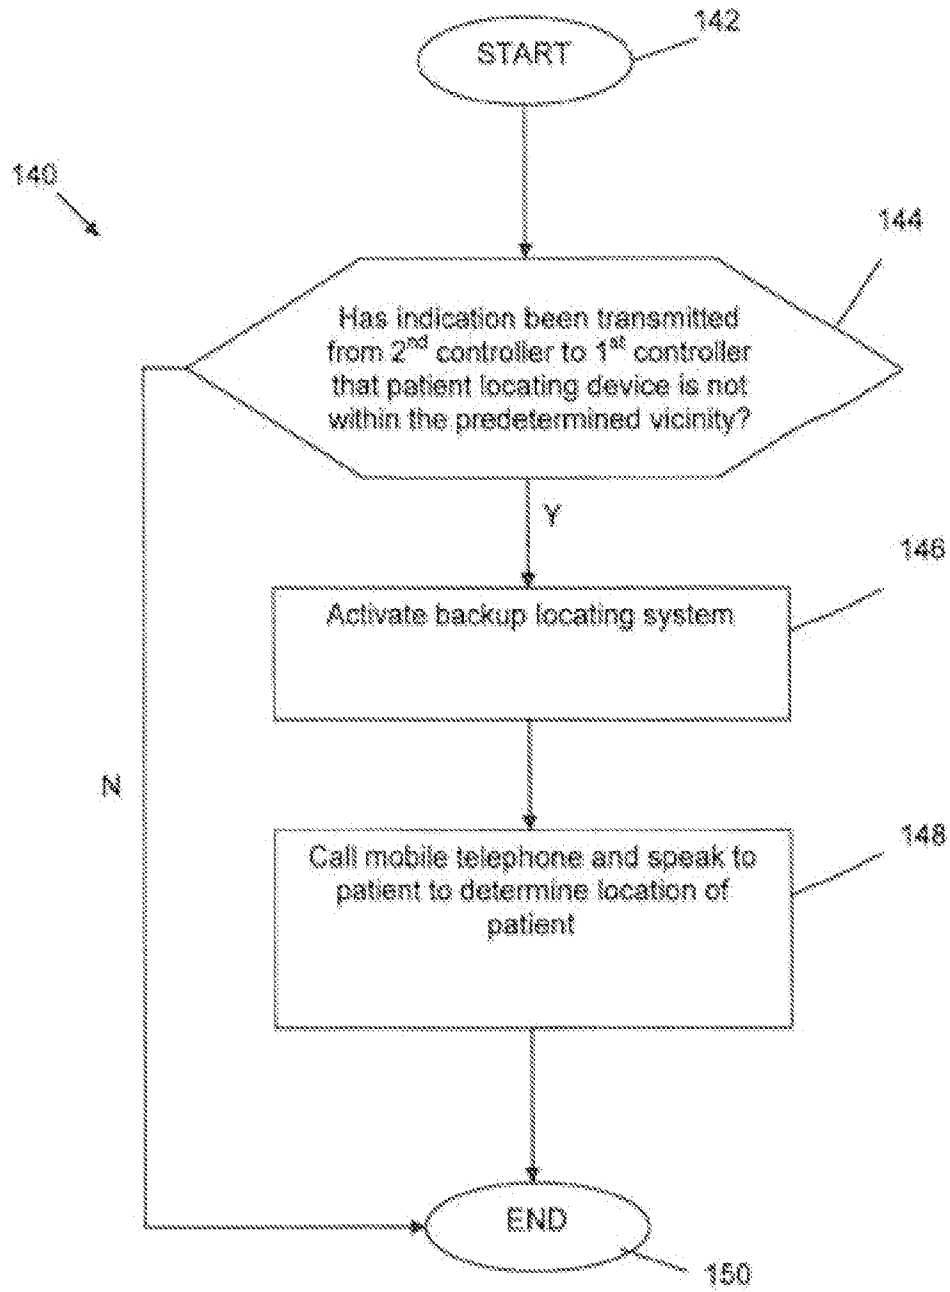 142
START
140
144
Has indication been transmitted
from 2nd controller to 1st controller
that patient locating device is not
within the predetermined vicinity?
Y
146
Activate backup locating system
N
148
Call mobile telephone and speak to
patient to determine location of
patient
END
150